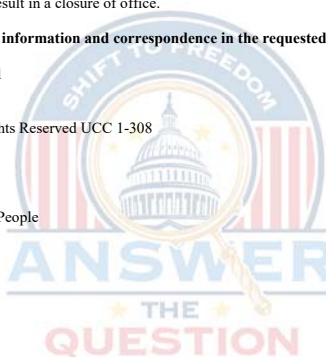 esult in a closure of office.
information and correspondence in the requested
hts Reserved UCC 1-308
People
SHIFT TO FREEDOM
ANSWER
THE
QUESTION